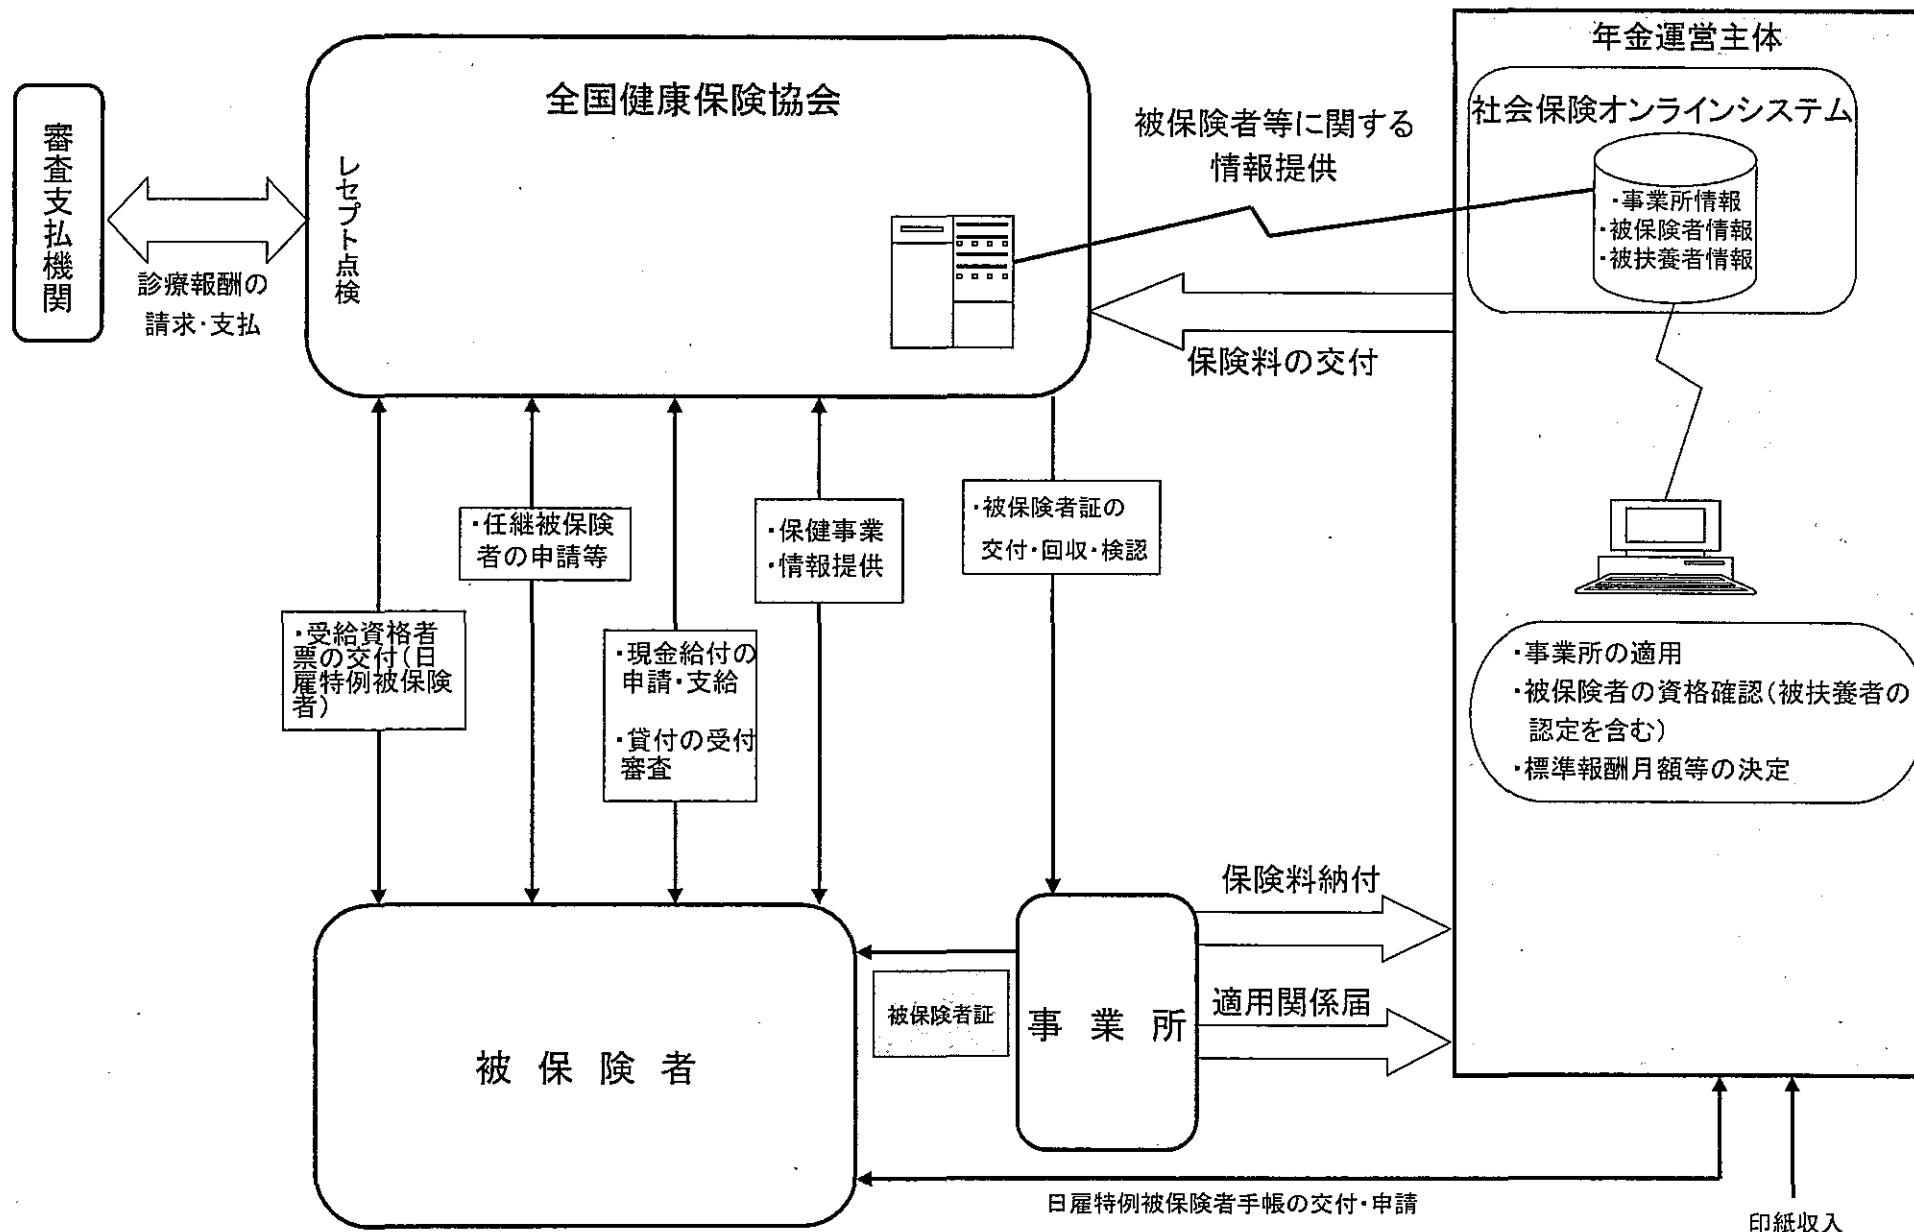 年金運営主体
社会保険オンラインシステム
・事業所情報
・被保険者情報
・被扶養者情報
全国健康保険協会
レセプト点検
審査支払機関
診療報酬の
請求・支払
被保険者等に関する
情報提供
保険料の交付
・受給資格者
票の交付(日
雇特例被保険
者)
・任継被保険
者の申請等
・現金給付の
申請・支給
・貸付の受付
審査
・保健事業
・情報提供
・被保険者証の
交付・回収・検認
・事業所の適用
・被保険者の資格確認(被扶養者の
認定を含む)
・標準報酬月額等の決定
保険料納付
適用関係届
被保険者証
事業所
被保険者
日雇特例被保険者手帳の交付・申請
印紙収入